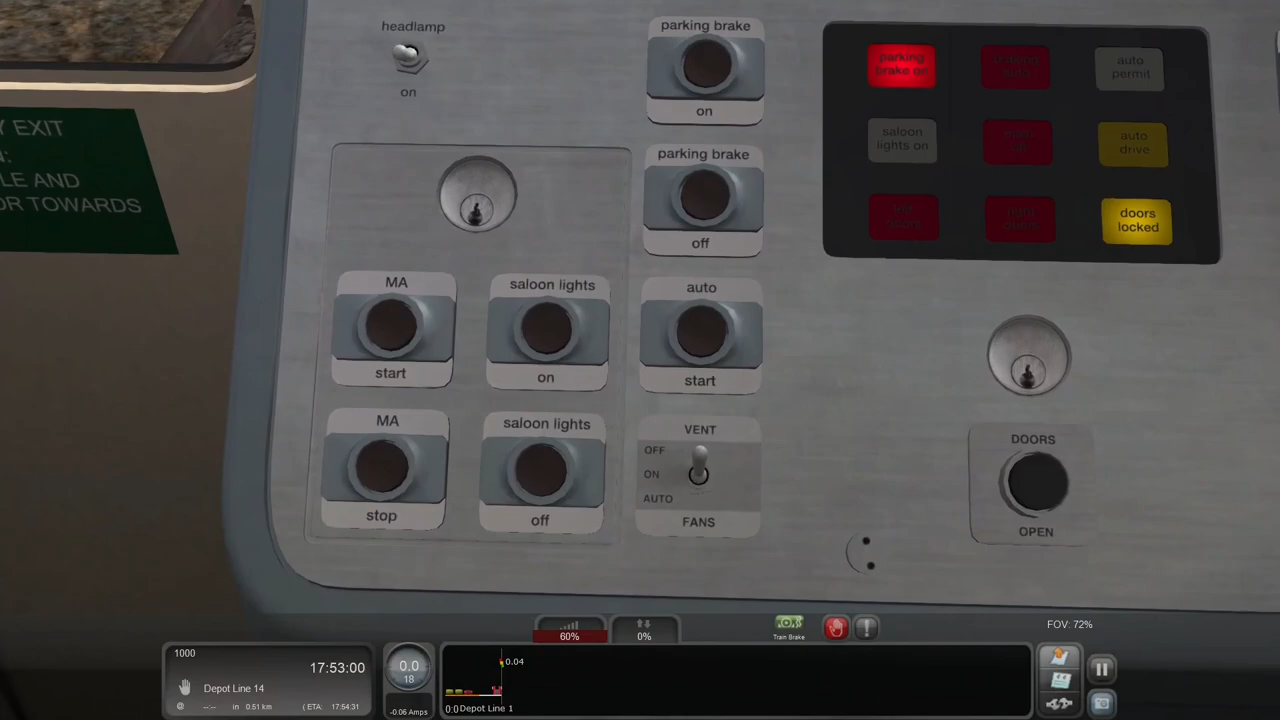 headlamp
on
Y EXIT
N:
LE AND
OR TOWARDS
parking brake
on
parking brake
off
parking
brake on
auto
permit
saloon
lights on
auto
drive
doors
locked
MA
start
saloon lights
on
auto
start
MA
stop
saloon lights
off
VENT
OFF
ON
AUTO
FANS
DOORS
OPEN
60%
0%
Train Brake
FOV: 72%
1000
17:53:00
Depot Line 14
@ --:-- in 0.51 km ( ETA: 17:54:31
0.0
18
-0.06 Amps
0.04
0:0 Depot Line 1